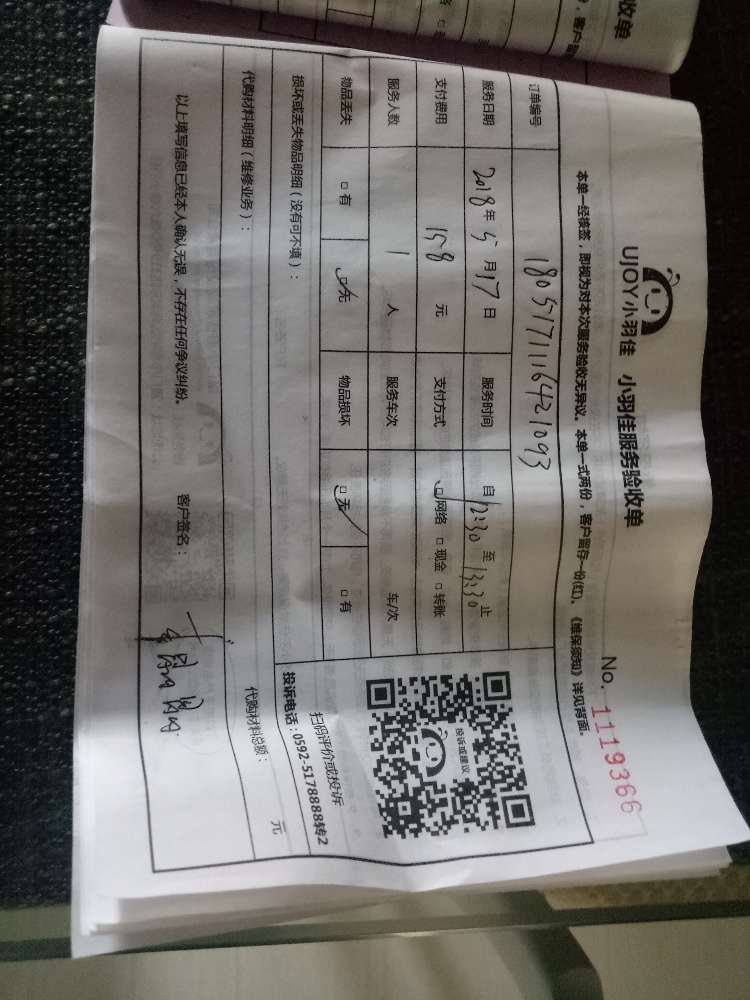 UJOY小羽佳 小羽佳服务验收单
No. 1119366
本单一经核签，即视为对本次服务验收无异议。本单一式两份，客户留存一份(红)。《维保须知》详见背面。
订单编号 1805171116421093
服务日期 2018年5月17日 服务时间 自12:30至13:30止
支付费用 158元 支付方式 □网络 □现金 □转账
服务人数 1人 服务车次 车/次
物品丢失 □有 □无 物品损坏 □无 □有
投诉或建议
扫码评价或投诉
投诉电话：0592-5178888转2
损坏或丢失物品明细（没有可不填）：
代购材料明细（维修业务）： 代购材料总额： 元
以上填写信息已经本人确认无误，不存在任何争议纠纷。 客户签名：